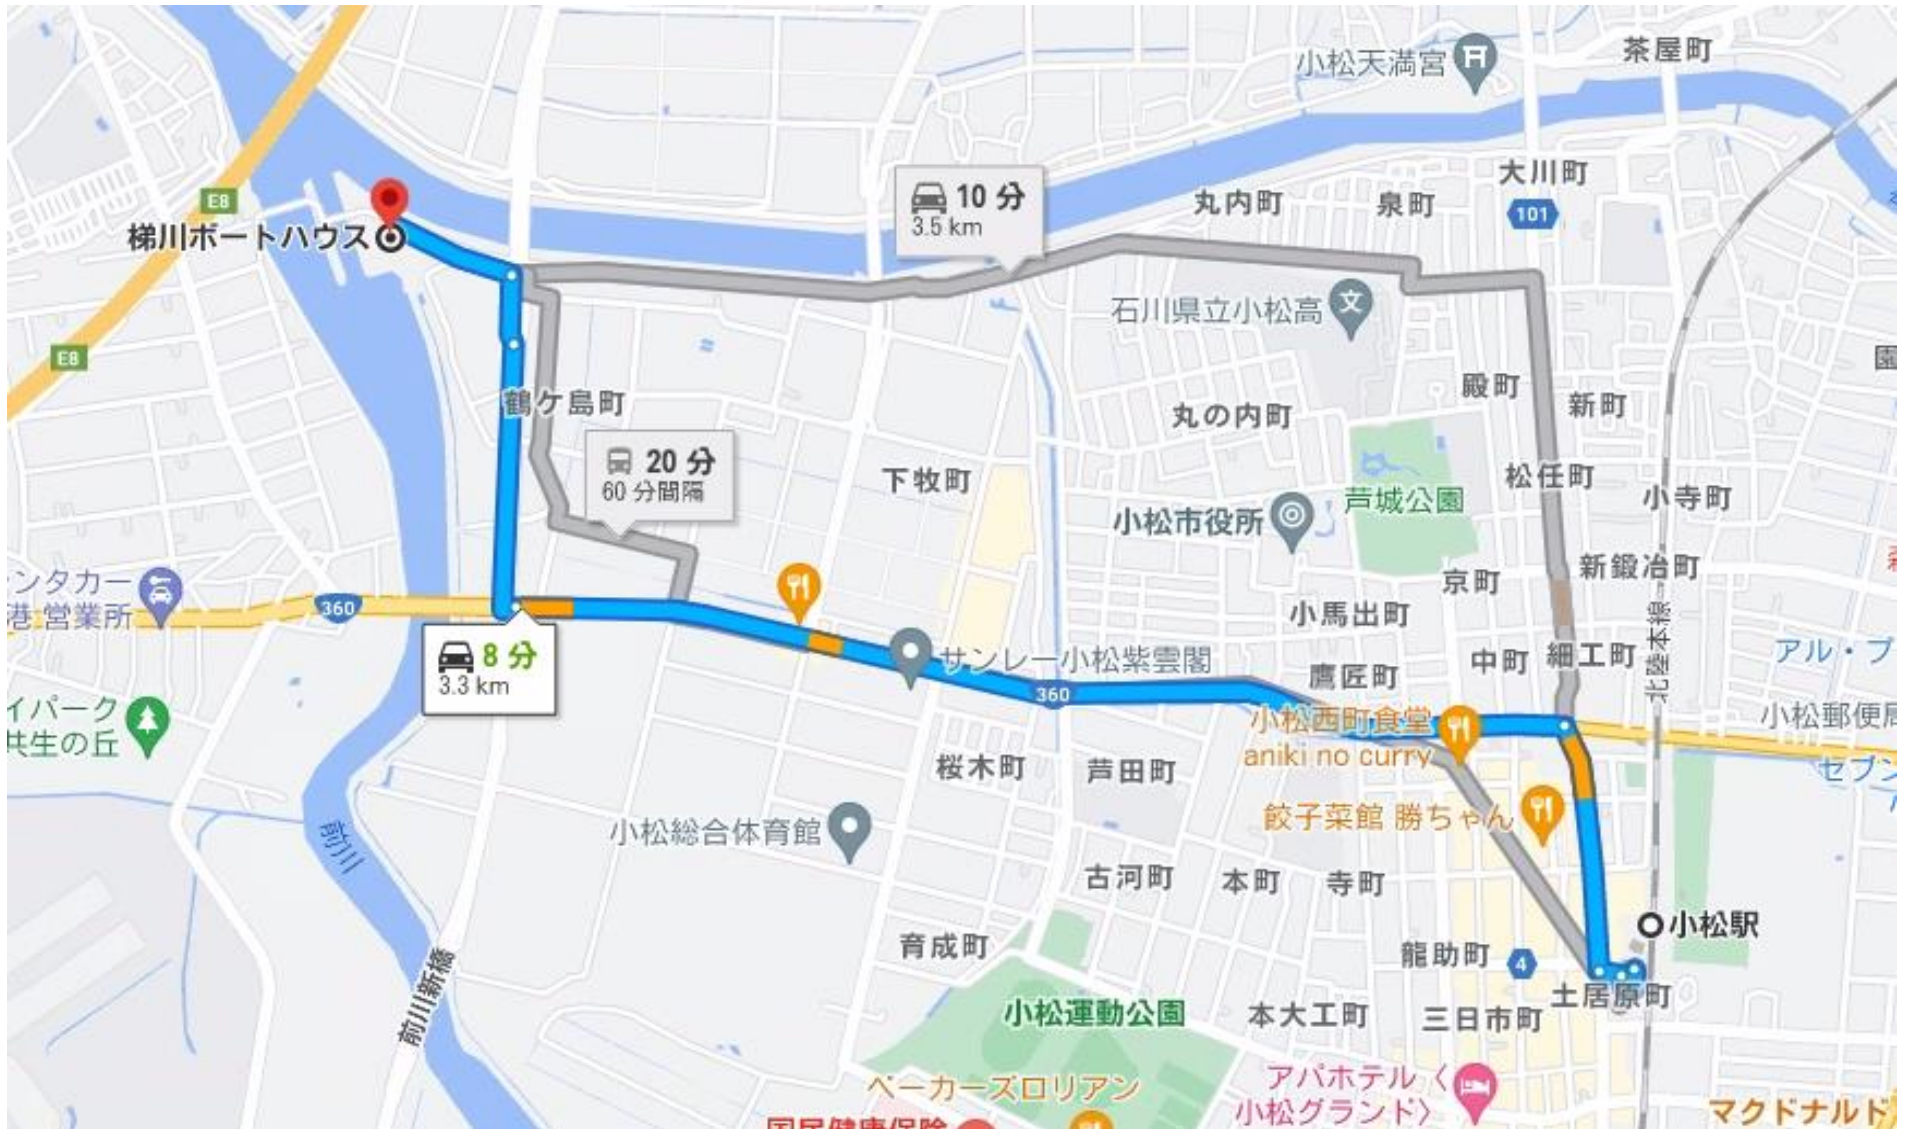 小松天満宮
茶屋町
大川町
101
E8
梯川ボートハウス
10 分
3.5 km
丸内町
泉町
石川県立小松高
文
E8
園
鶴ケ島町
殿町
新町
丸の内町
20 分
60 分間隔
下牧町
松任町
小寺町
芦城公園
小松市役所
ンタカー
港 営業所
360
京町
新鍛冶町
小馬出町
北陸本線
8 分
3.3 km
サンレー小松紫雲閣
360
中町
細工町
鷹匠町
アル・プ
イパーク
共生の丘
小松西町食堂
aniki no curry
小松郵便局
セブン
桜木町
芦田町
餃子菜館 勝ちゃん
小松総合体育館
前川
古河町
本町
寺町
小松駅
育成町
龍助町
4
前川新橋
土居原町
小松運動公園
本大工町
三日市町
ベーカーズロリアン
アパホテル〈
小松グランド〉
マクドナルド
国民健康保険